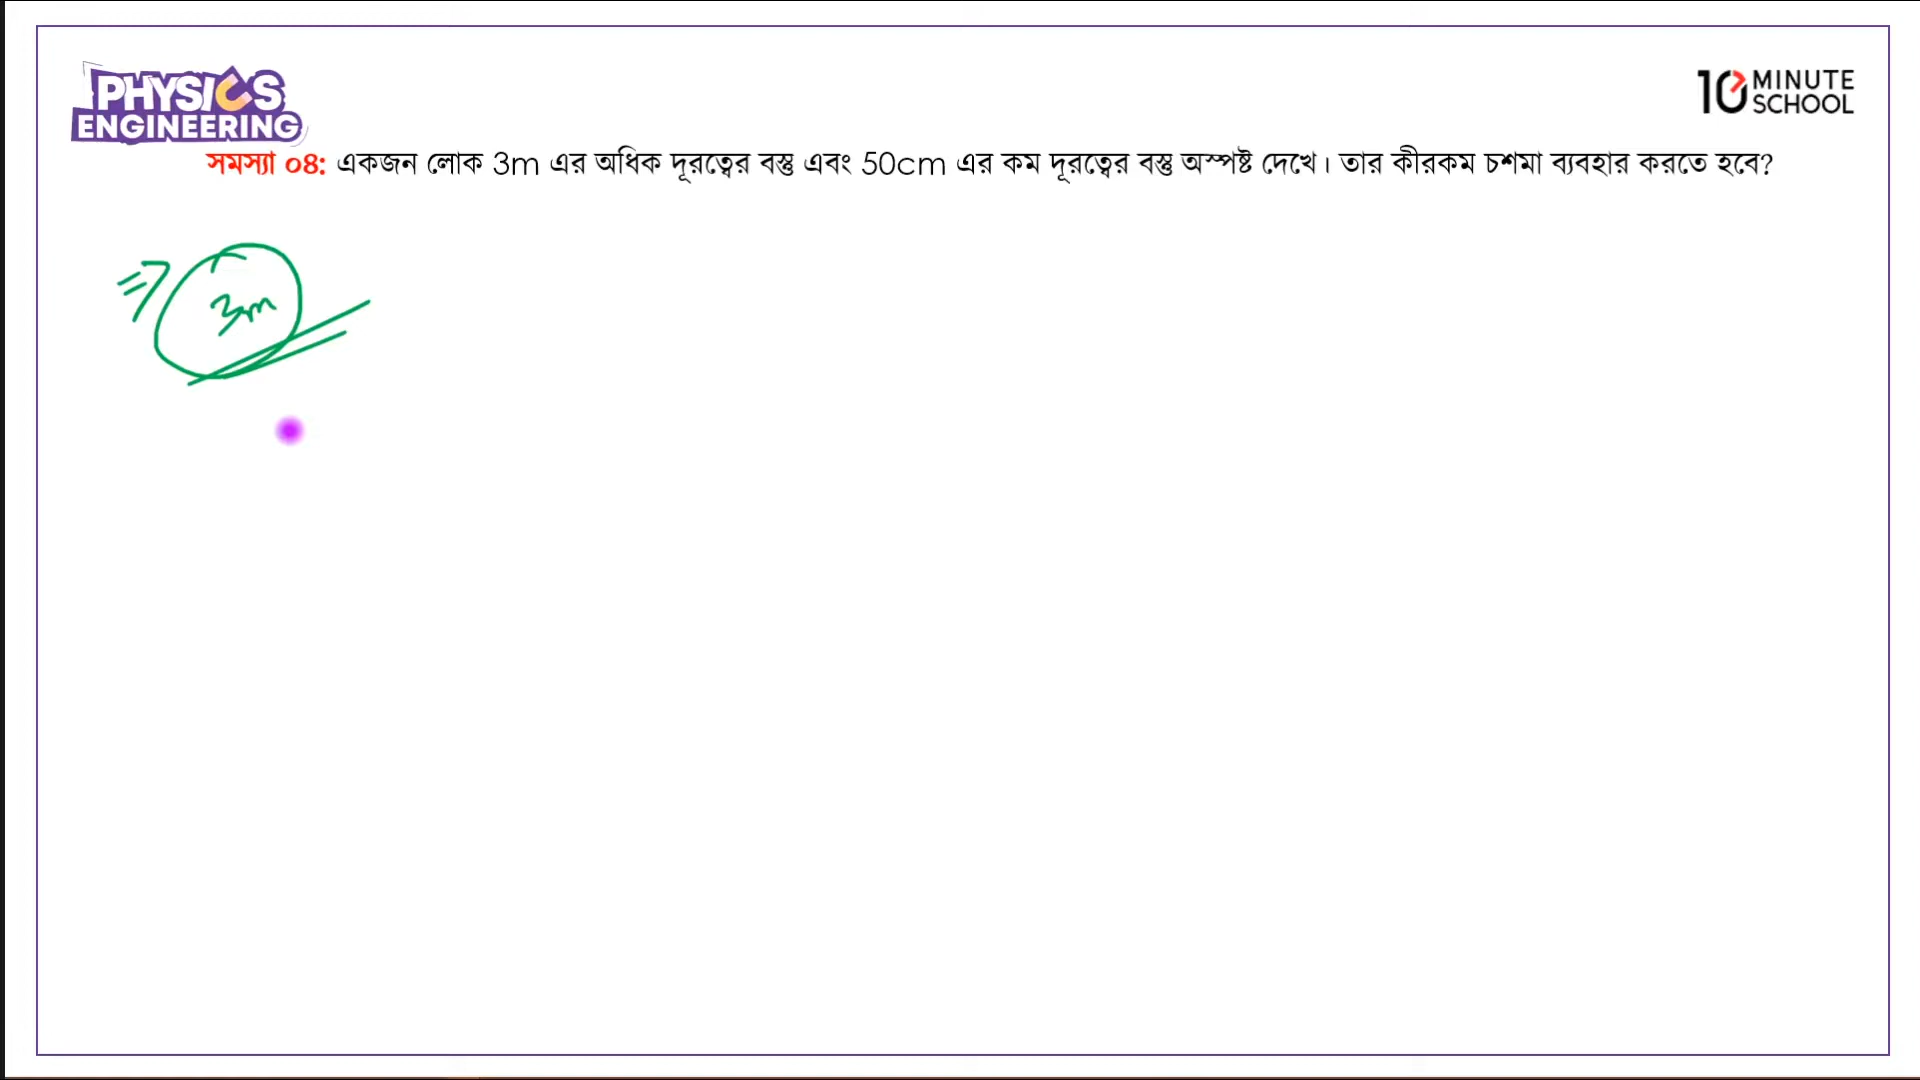 PHYSICS
ENGINEERING
10 MINUTE
SCHOOL
সমস্যা ০৪: একজন লোক 3m এর অধিক দূরত্বের বস্তু এবং 50cm এর কম দূরত্বের বস্তু অস্পষ্ট দেখে। তার কীরকম চশমা ব্যবহার করতে হবে?
=> 3m